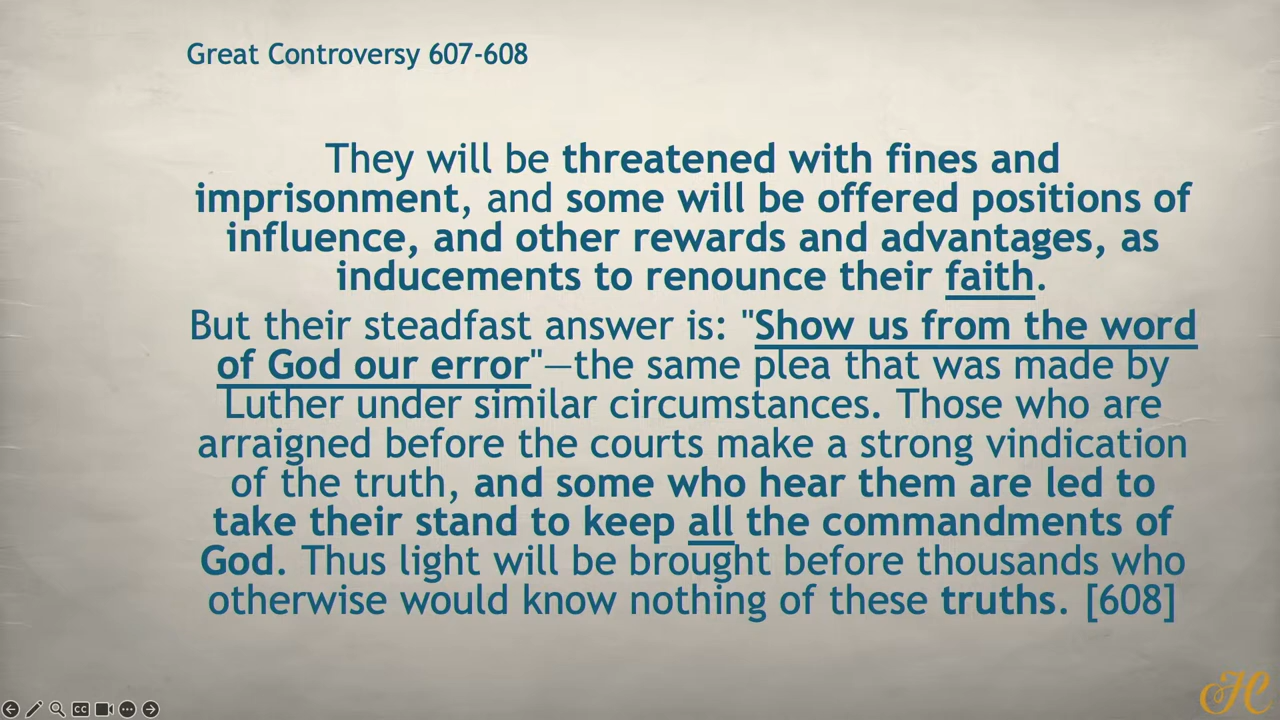 Great Controversy 607-608
They will be threatened with fines and
imprisonment, and some will be offered positions of
influence, and other rewards and advantages, as
inducements to renounce their faith.
But their steadfast answer is: "Show us from the word
of God our error"—the same plea that was made by
Luther under similar circumstances. Those who are
arraigned before the courts make a strong vindication
of the truth, and some who hear them are led to
take their stand to keep all the commandments of
God. Thus light will be brought before thousands who
otherwise would know nothing of these truths. [608]
CC